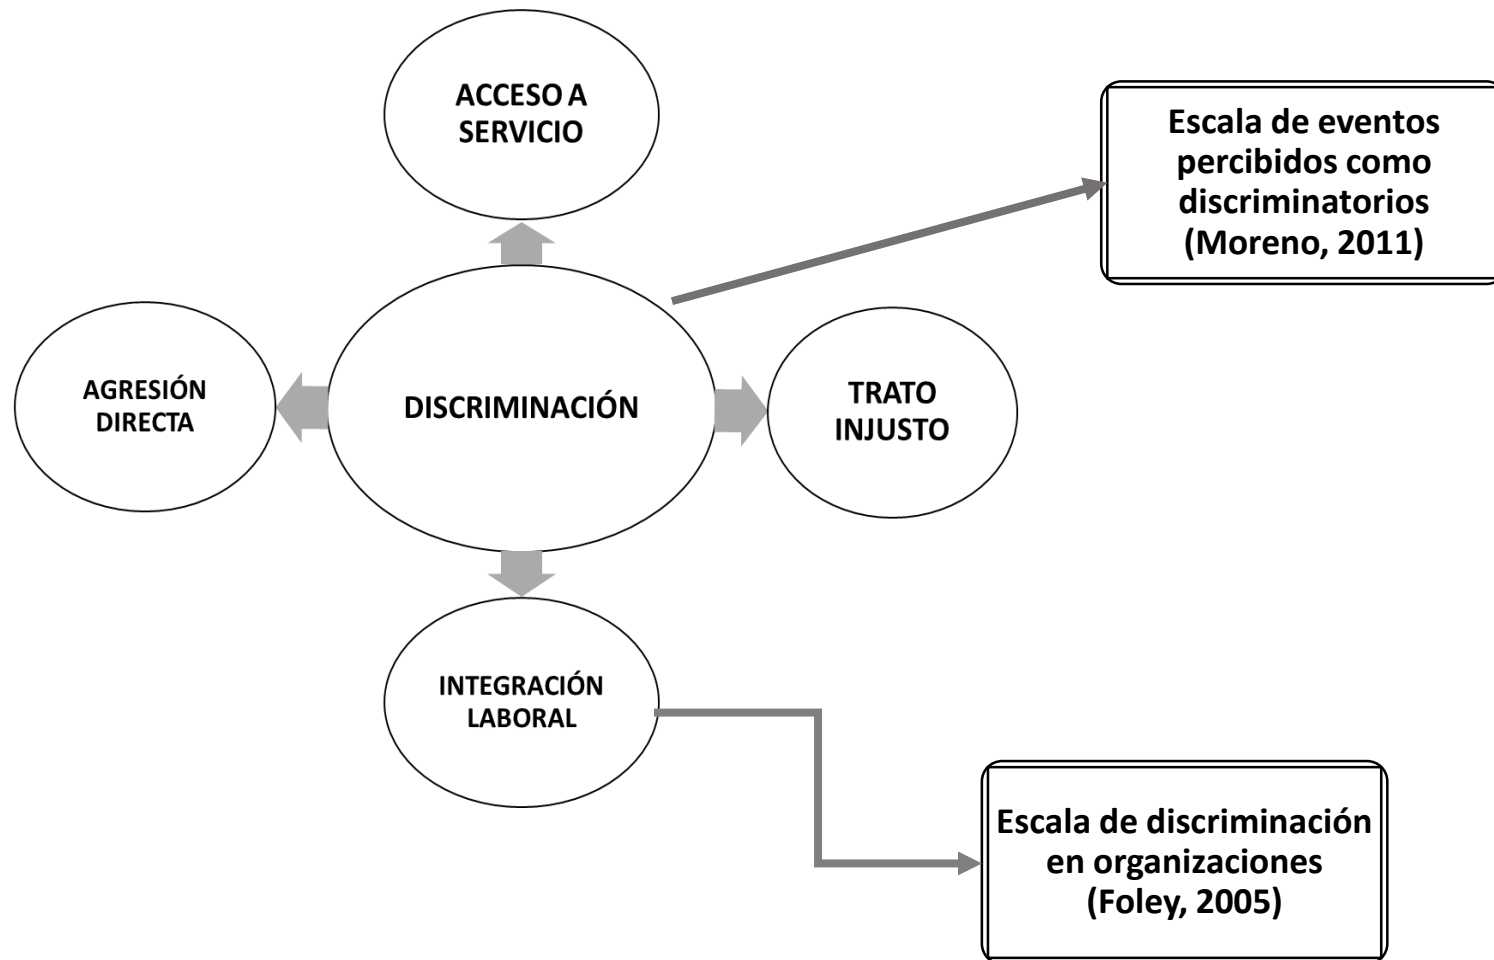 ACCESO A
SERVICIO
Escala de eventos
percibidos como
discriminatorios
(Moreno, 2011)
AGRESIÓN
DIRECTA
DISCRIMINACIÓN
TRATO
INJUSTO
INTEGRACIÓN
LABORAL
Escala de discriminación
en organizaciones
(Foley, 2005)